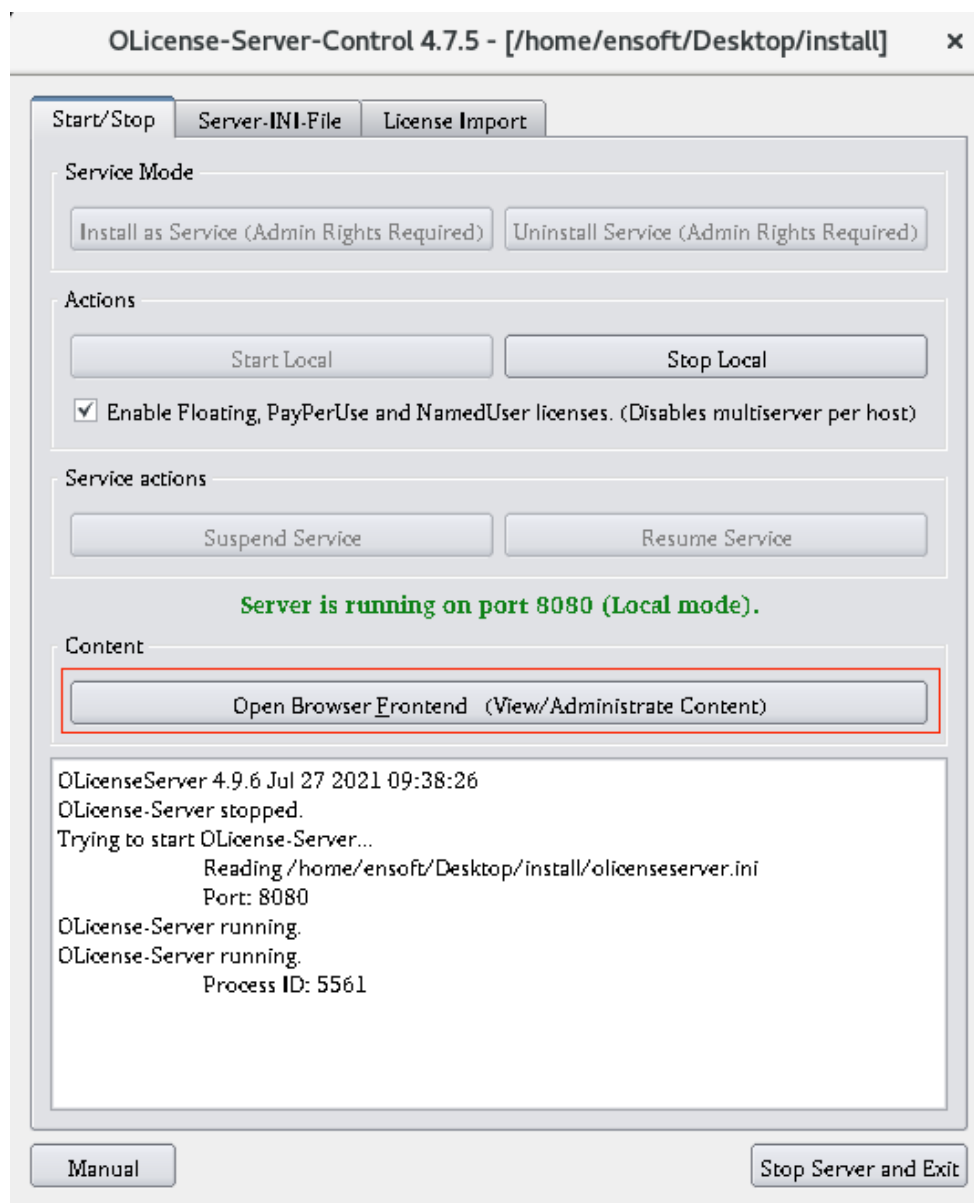 OLicense-Server-Control 4.7.5 - [/home/ensoft/Desktop/install] ×
Start/Stop Server-INI-File License Import
Service Mode
Install as Service (Admin Rights Required) Uninstall Service (Admin Rights Required)
Actions
Start Local Stop Local
Enable Floating, PayPerUse and NamedUser licenses. (Disables multiserver per host)
Service actions
Suspend Service Resume Service
Server is running on port 8080 (Local mode).
Content
Open Browser Frontend (View/Administrate Content)
OLicenseServer 4.9.6 Jul 27 2021 09:38:26
OLicense-Server stopped.
Trying to start OLicense-Server...
Reading /home/ensoft/Desktop/install/olicenseserver.ini
Port: 8080
OLicense-Server running.
OLicense-Server running.
Process ID: 5561
Manual Stop Server and Exit